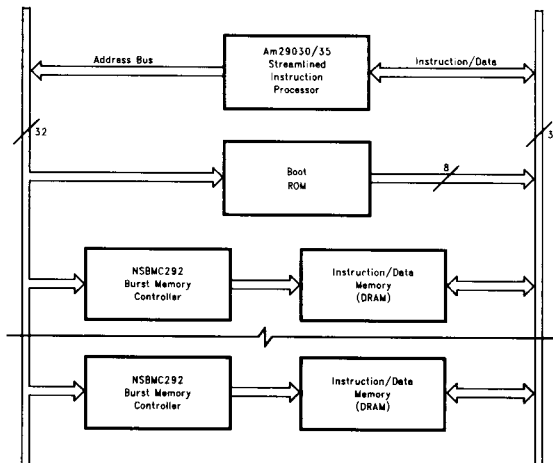 Am29030/35
Streamlined
Instruction
Processor
Address Bus
Instruction/Data
32
3
Boot
ROM
8
NSBMC292
Burst Memory
Controller
Instruction/Data
Memory
(DRAM)
NSBMC292
Burst Memory
Controller
Instruction/Data
Memory
(DRAM)